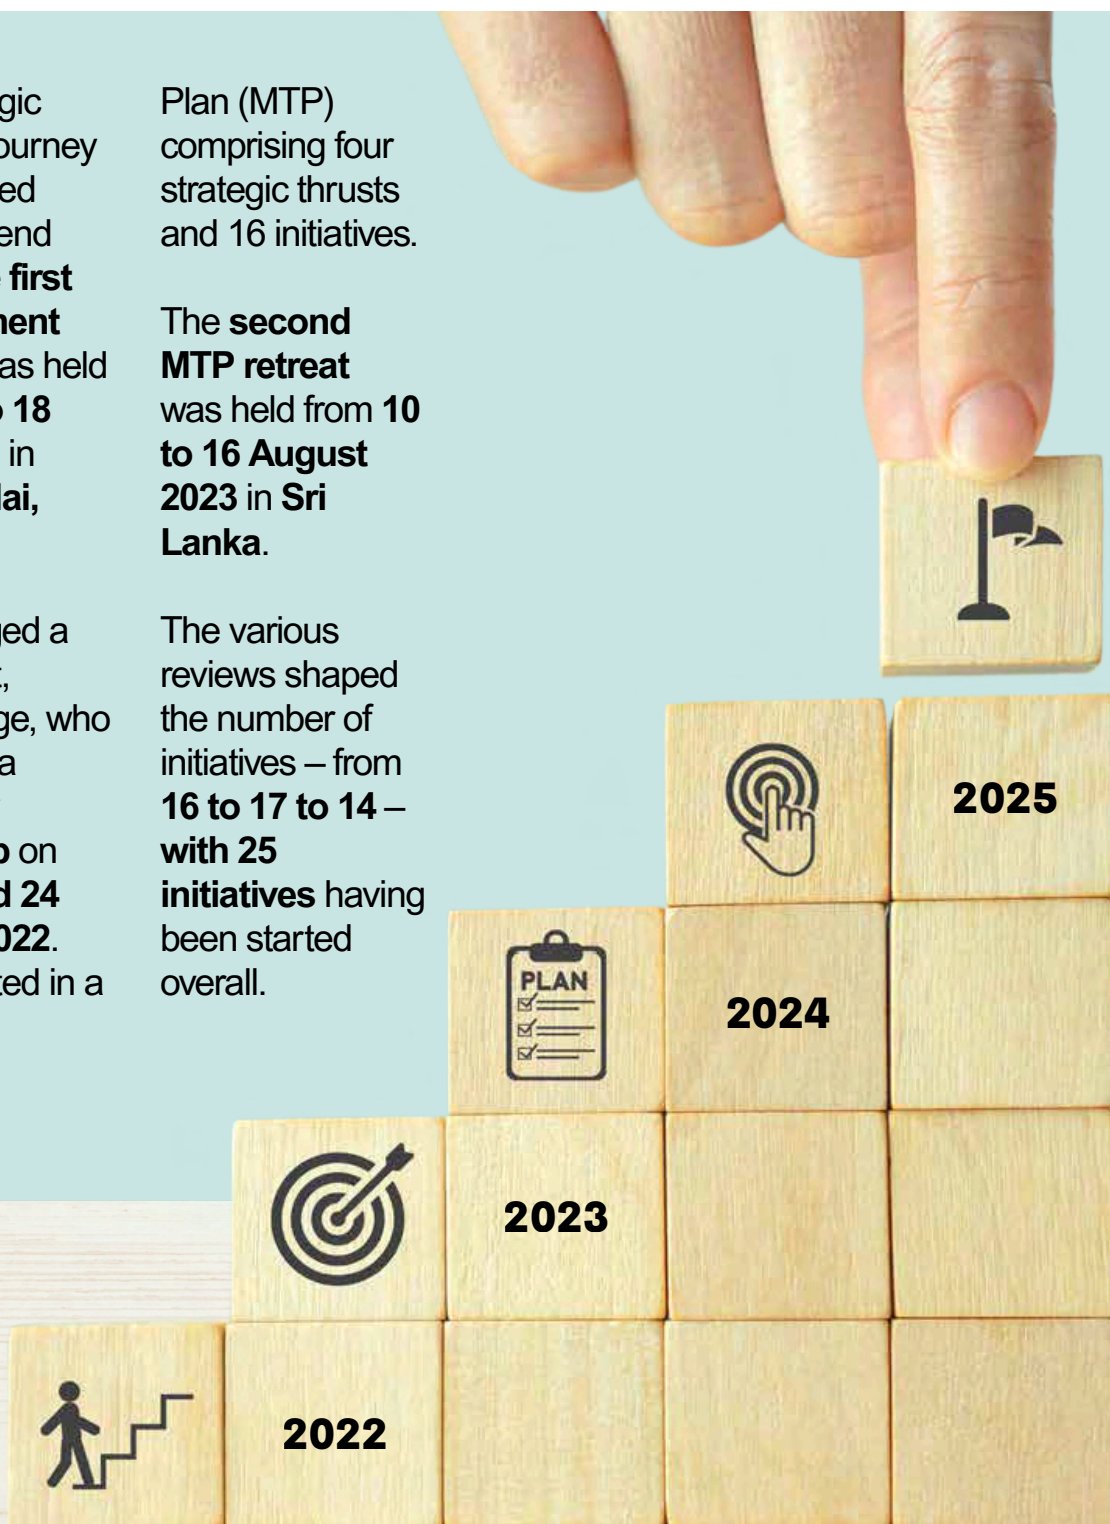 gic
ourney
ed
end
first
ment
as held
18
in
lai,
ged a
t,
ge, who
a
on
d 24
022.
ted in a
Plan (MTP)
comprising four
strategic thrusts
and 16 initiatives.
The second
MTP retreat
was held from 10
to 16 August
2023 in Sri
Lanka.
The various
reviews shaped
the number of
initiatives – from
16 to 17 to 14 –
with 25
initiatives having
been started
overall.
2025
PLAN
2024
2023
2022